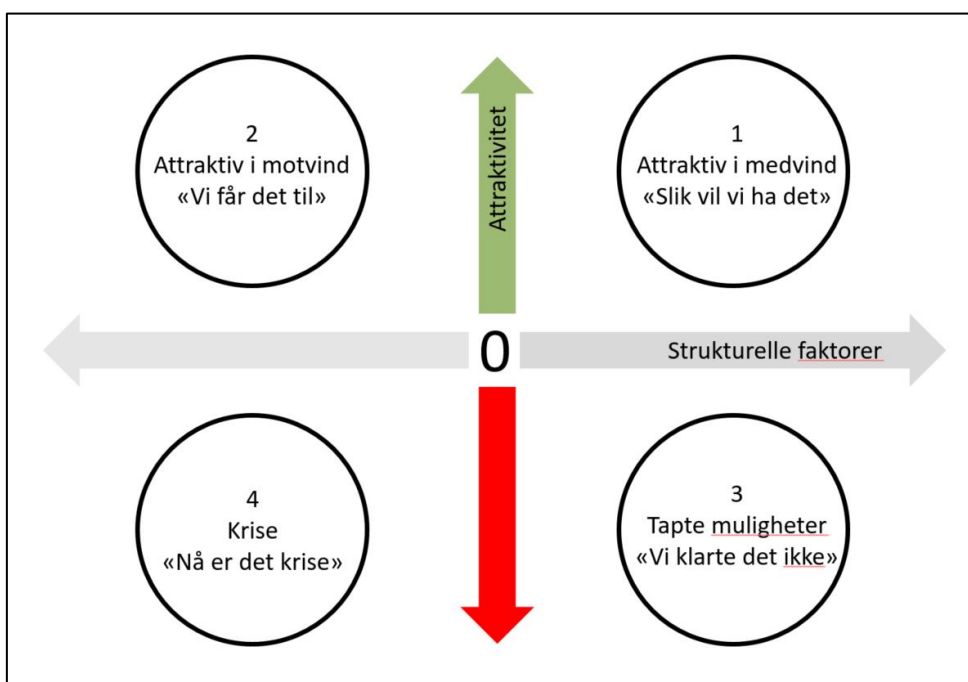 2
Attraktiv i motvind
«Vi får det til»
Attraktivitet
1
Attraktiv i medvind
«Slik vil vi ha det»
0
Strukturelle faktorer
4
Krise
«Nå er det krise»
3
Tapte muligheter
«Vi klarte det ikke»